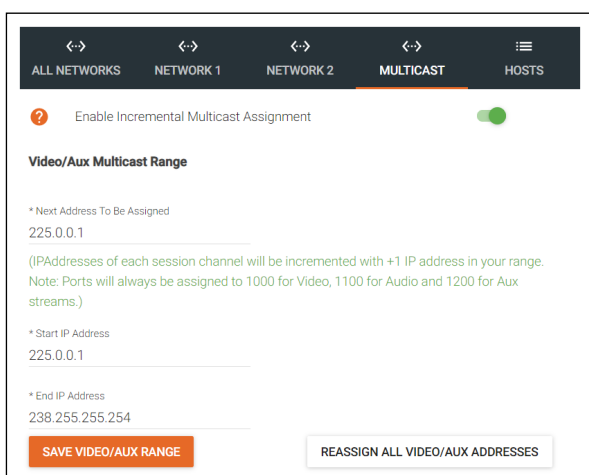 ALL NETWORKS NETWORK 1 NETWORK 2 MULTICAST HOSTS
? Enable Incremental Multicast Assignment
Video/Aux Multicast Range
* Next Address To Be Assigned
225.0.0.1
(IPAddresses of each session channel will be incremented with +1 IP address in your range.
Note: Ports will always be assigned to 1000 for Video, 1100 for Audio and 1200 for Aux
streams.)
* Start IP Address
225.0.0.1
* End IP Address
238.255.255.254
SAVE VIDEO/AUX RANGE REASSIGN ALL VIDEO/AUX ADDRESSES